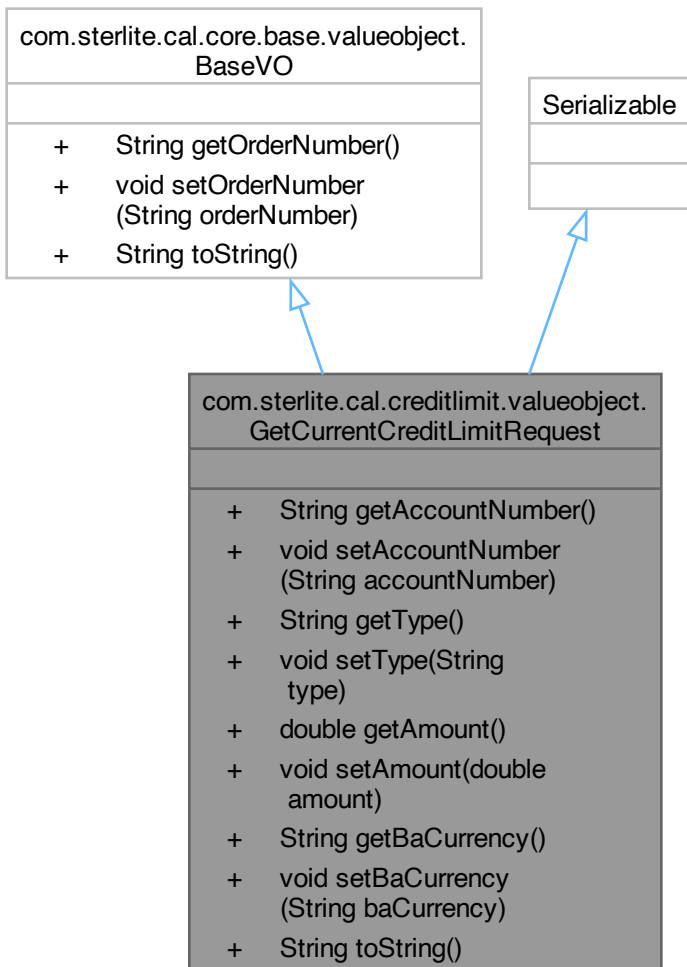 com.sterlite.cal.core.base.valueobject.
BaseVO
+ String getOrderNumber()
+ void setOrderNumber
(String orderNumber)
+ String toString()
Serializable
com.sterlite.cal.creditlimit.valueobject.
GetCurrentCreditLimitRequest
+ String getAccountNumber()
+ void setAccountNumber
(String accountNumber)
+ String getType()
+ void setType(String
type)
+ double getAmount()
+ void setAmount(double
amount)
+ String getBaCurrency()
+ void setBaCurrency
(String baCurrency)
+ String toString()